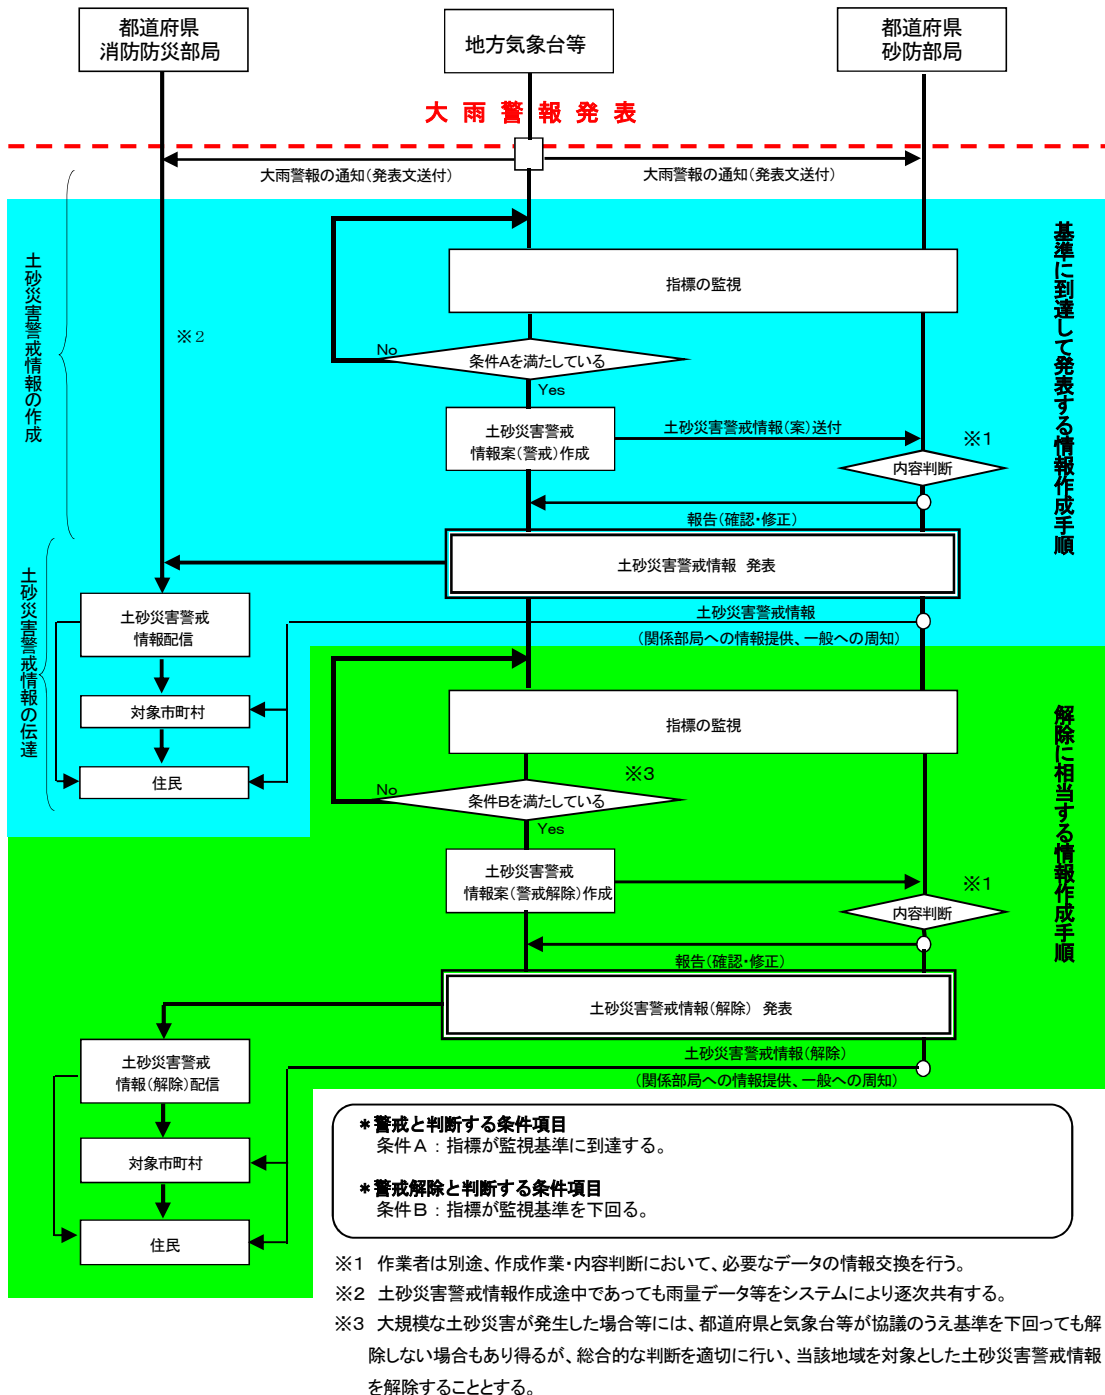 都道府県
消防防災部局
地方気象台等
都道府県
砂防部局
大雨警報発表
大雨警報の通知(発表文送付)
大雨警報の通知(発表文送付)
基準に到達して発表する情報作成手順
土砂災害警戒情報の作成
指標の監視
※2
No
条件Aを満たしている
Yes
土砂災害警戒
情報案(警戒)作成
土砂災害警戒情報(案)送付
※1
内容判断
報告(確認・修正)
土砂災害警戒情報の伝達
土砂災害警戒情報 発表
土砂災害警戒
情報配信
土砂災害警戒情報
(関係部局への情報提供、一般への周知)
対象市町村
住民
解除に相当する情報作成手順
指標の監視
※3
No
条件Bを満たしている
Yes
土砂災害警戒
情報案(警戒解除)作成
※1
内容判断
報告(確認・修正)
土砂災害警戒情報(解除) 発表
土砂災害警戒
情報(解除)配信
土砂災害警戒情報(解除)
(関係部局への情報提供、一般への周知)
対象市町村
住民
＊警戒と判断する条件項目
条件A：指標が監視基準に到達する。
＊警戒解除と判断する条件項目
条件B：指標が監視基準を下回る。
※1 作業者は別途、作成作業・内容判断において、必要なデータの情報交換を行う。
※2 土砂災害警戒情報作成途中であっても雨量データ等をシステムにより逐次共有する。
※3 大規模な土砂災害が発生した場合等には、都道府県と気象台等が協議のうえ基準を下回っても解
除しない場合もあり得るが、総合的な判断を適切に行い、当該地域を対象とした土砂災害警戒情報
を解除することとする。